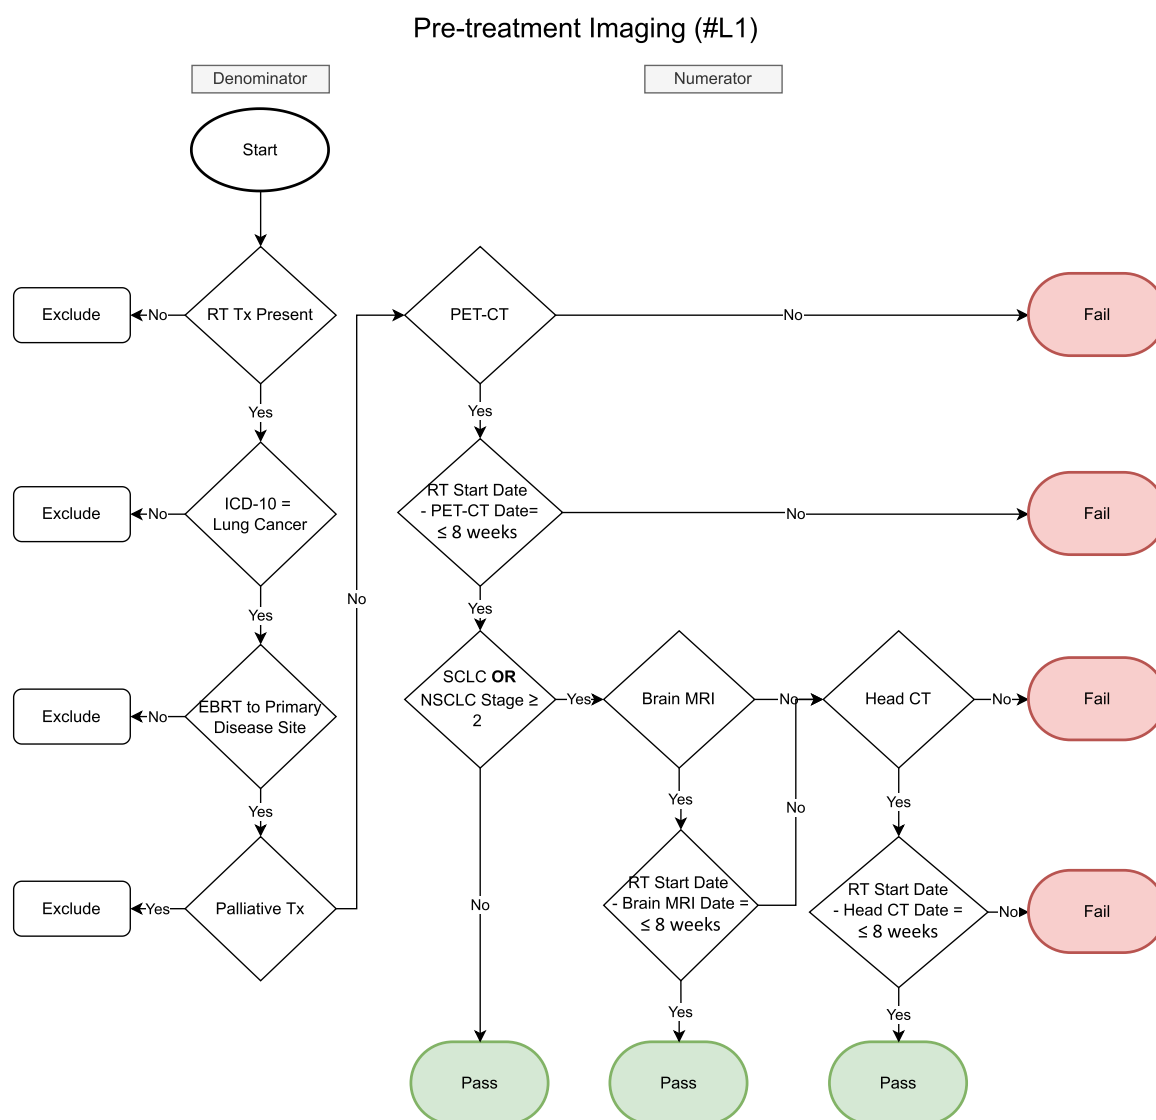 Pre-treatment Imaging (#L1)
Denominator
Numerator
Start
Exclude
No
RT Tx Present
PET-CT
No
Fail
Yes
Yes
Exclude
No
ICD-10 =
Lung Cancer
RT Start Date
- PET-CT Date=
≤ 8 weeks
No
Fail
No
Yes
Yes
Exclude
No
EBRT to Primary
Disease Site
SCLC OR
NSCLC Stage ≥
2
Yes
Brain MRI
No
Head CT
No
Fail
Yes
Yes
Yes
No
Exclude
Yes
Palliative Tx
No
RT Start Date
- Brain MRI Date =
≤ 8 weeks
RT Start Date
- Head CT Date =
≤ 8 weeks
No
Fail
Yes
Yes
Pass
Pass
Pass